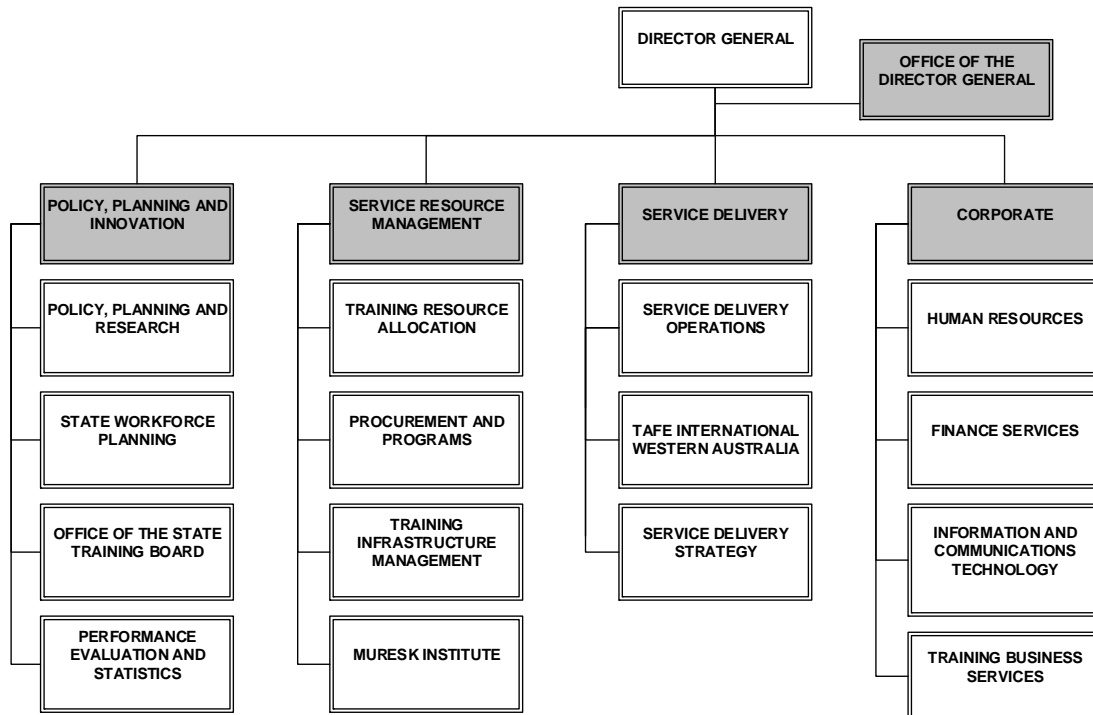 DIRECTOR GENERAL
OFFICE OF THE
DIRECTOR GENERAL
POLICY, PLANNING AND
INNOVATION
POLICY, PLANNING AND
RESEARCH
STATE WORKFORCE
PLANNING
OFFICE OF THE STATE
TRAINING BOARD
PERFORMANCE
EVALUATION AND
STATISTICS
SERVICE RESOURCE
MANAGEMENT
TRAINING RESOURCE
ALLOCATION
PROCUREMENT AND
PROGRAMS
TRAINING
INFRASTRUCTURE
MANAGEMENT
MURESK INSTITUTE
SERVICE DELIVERY
SERVICE DELIVERY
OPERATIONS
TAFE INTERNATIONAL
WESTERN AUSTRALIA
SERVICE DELIVERY
STRATEGY
CORPORATE
HUMAN RESOURCES
FINANCE SERVICES
INFORMATION AND
COMMUNICATIONS
TECHNOLOGY
TRAINING BUSINESS
SERVICES